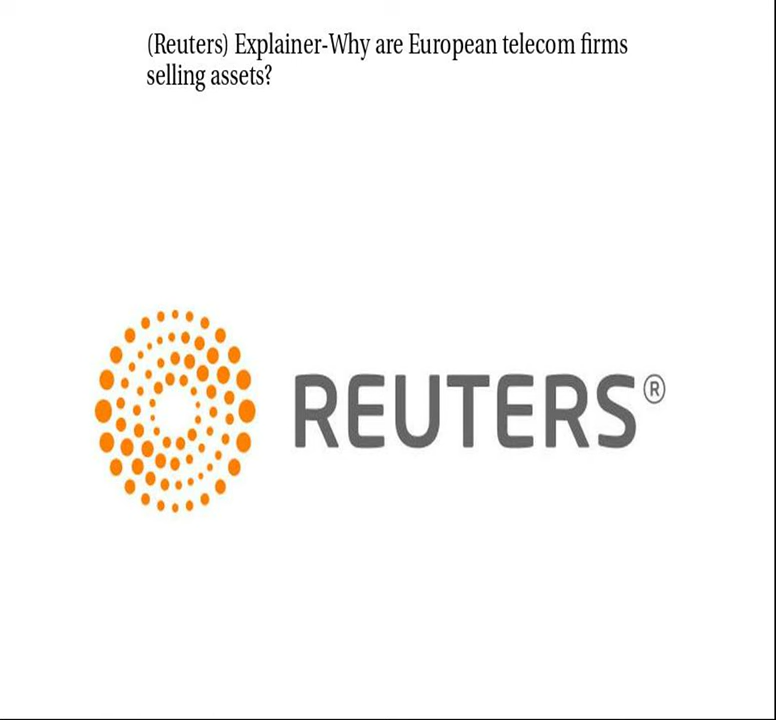 (Reuters) Explainer-Why are European telecom firms
selling assets?
REUTERS®